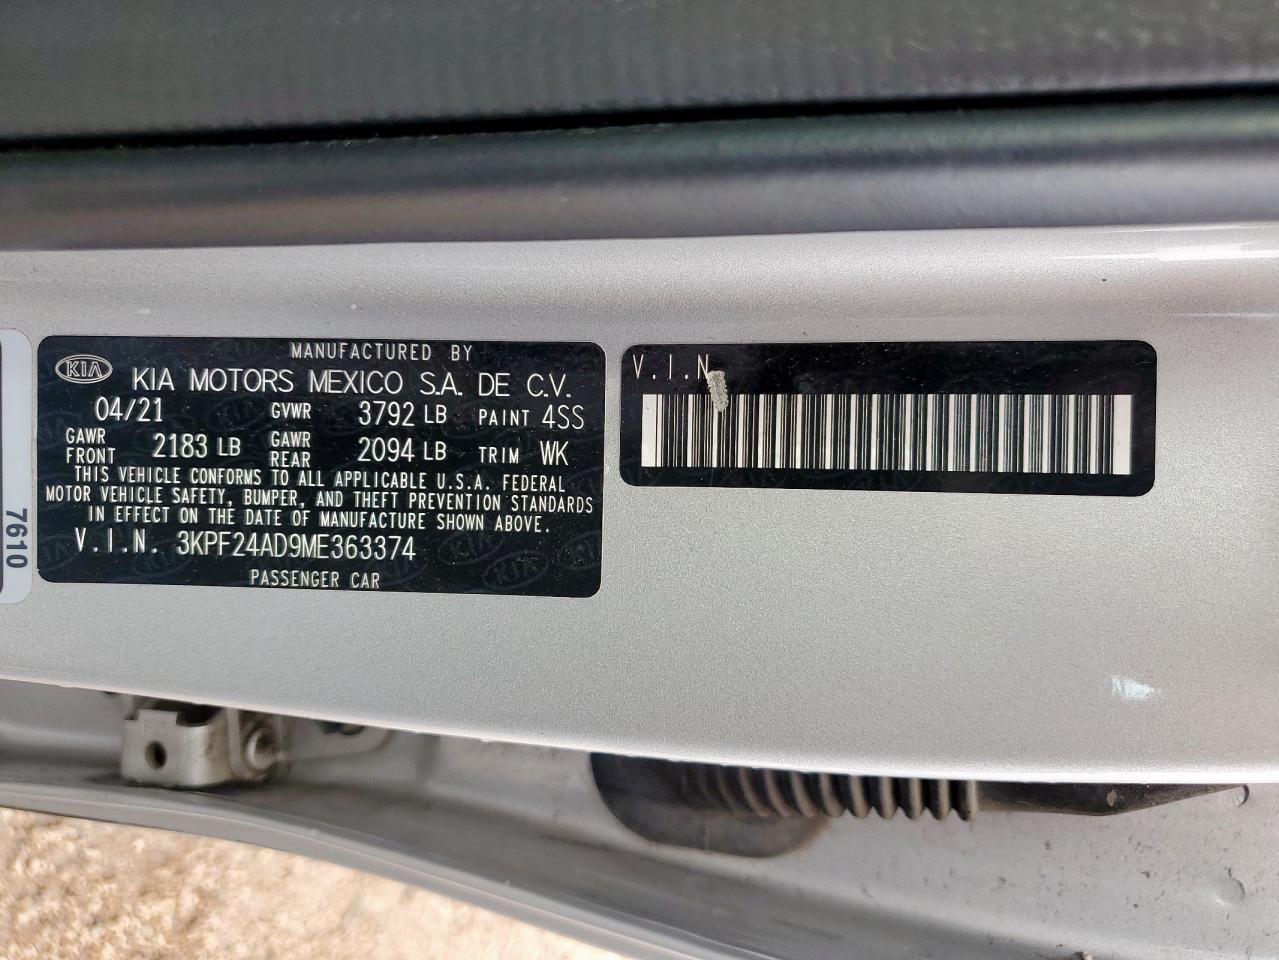 MANUFACTURED BY
KIA
KIA MOTORS MEXICO S.A. DE C.V.
04/21 GVWR 3792 LB PAINT 4SS
GAWR FRONT 2183 LB GAWR REAR 2094 LB TRIM WK
THIS VEHICLE CONFORMS TO ALL APPLICABLE U.S.A. FEDERAL
MOTOR VEHICLE SAFETY, BUMPER, AND THEFT PREVENTION STANDARDS
IN EFFECT ON THE DATE OF MANUFACTURE SHOWN ABOVE.
V.I.N. 3KPF24AD9ME363374
PASSENGER CAR
V.I.N
7610